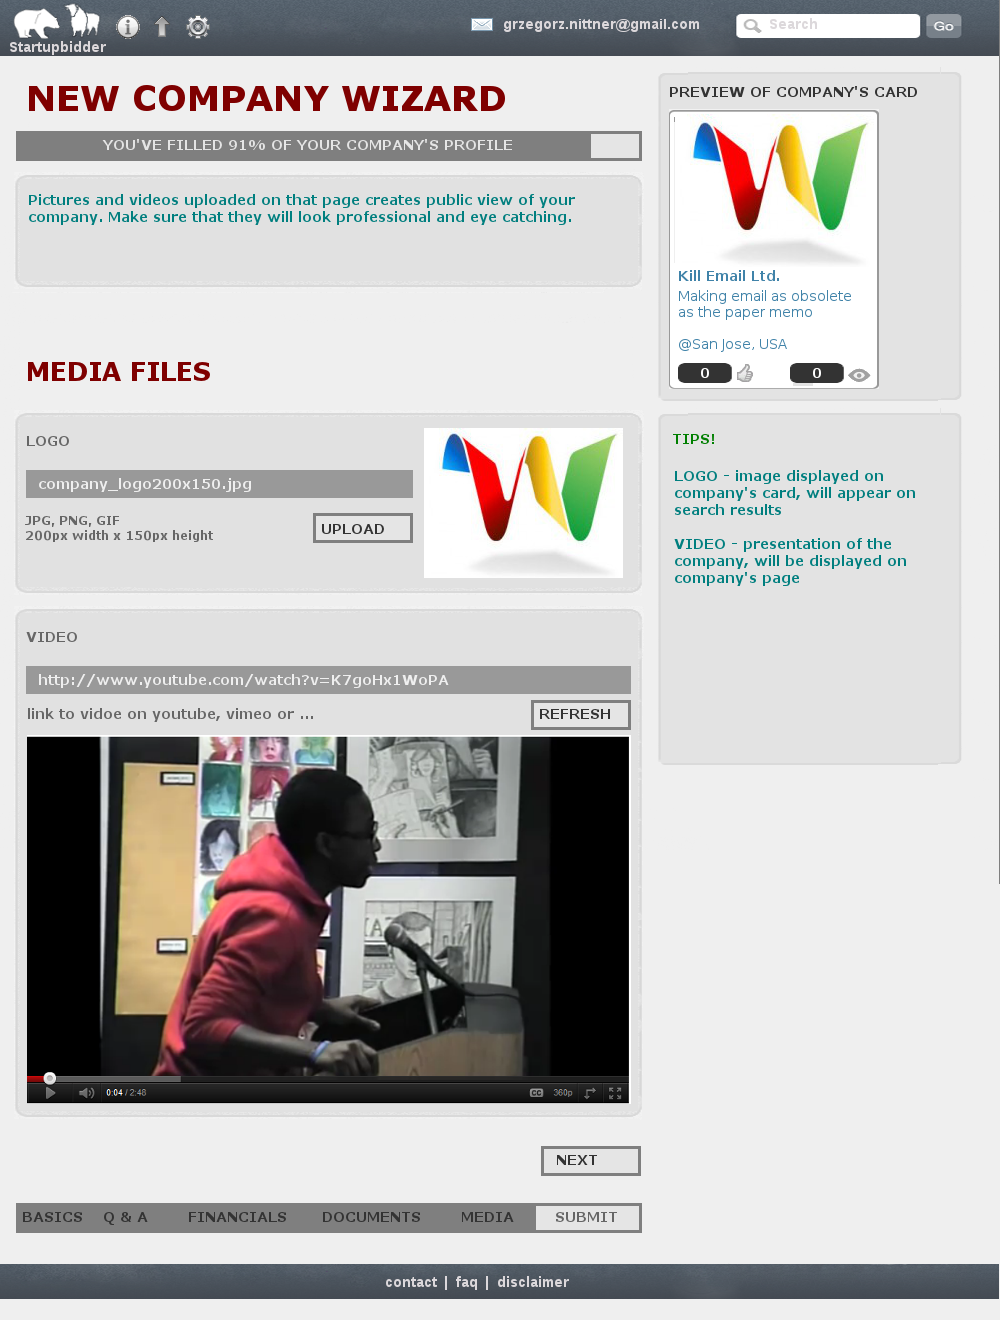 Startupbidder
grzegorz.nittner@gmail.com
Search
Go
NEW COMPANY WIZARD
YOU'VE FILLED 91% OF YOUR COMPANY'S PROFILE
Pictures and videos uploaded on that page creates public view of your
company. Make sure that they will look professional and eye catching.
PREVIEW OF COMPANY'S CARD
Kill Email Ltd.
Making email as obsolete
as the paper memo
@San Jose, USA
0
0
MEDIA FILES
LOGO
company_logo200x150.jpg
JPG, PNG, GIF
200px width x 150px height
UPLOAD
TIPS!
LOGO - image displayed on
company's card, will appear on
search results
VIDEO - presentation of the
company, will be displayed on
company's page
VIDEO
http://www.youtube.com/watch?v=K7goHx1WoPA
link to vidoe on youtube, vimeo or ...
REFRESH
0:04 / 2:48
CC
360p
NEXT
BASICS Q & A FINANCIALS DOCUMENTS MEDIA SUBMIT
contact | faq | disclaimer